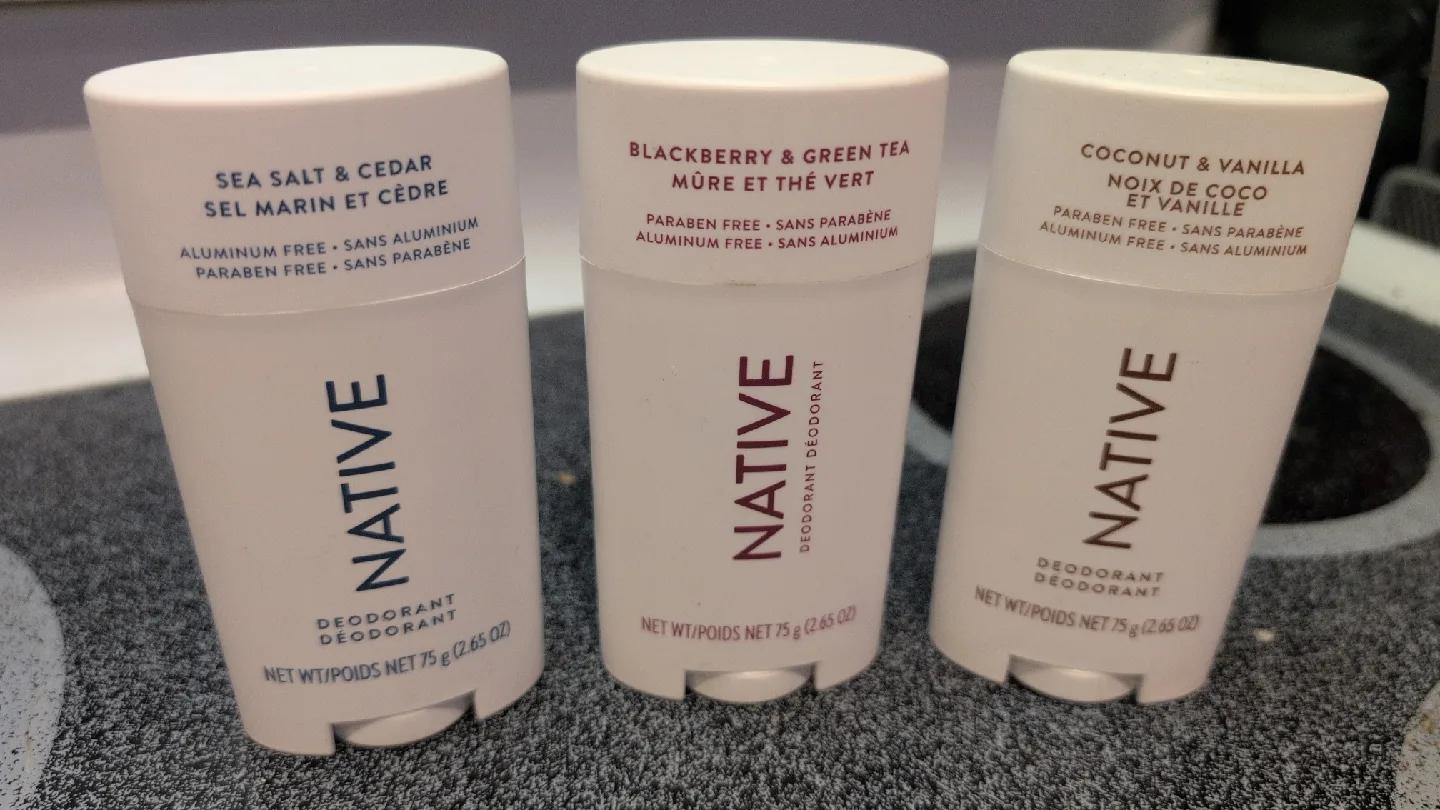 SEA SALT & CEDAR
SEL MARIN ET CÈDRE
ALUMINUM FREE • SANS ALUMINIUM
PARABEN FREE • SANS PARABÈNE
NATIVE
DEODORANT
DÉODORANT
NET WT/POIDS NET 75 g (2.65 OZ)
BLACKBERRY & GREEN TEA
MÛRE ET THÉ VERT
PARABEN FREE • SANS PARABÈNE
ALUMINUM FREE • SANS ALUMINIUM
NATIVE
DEODORANT DÉODORANT
NET WT/POIDS NET 75 g (2.65 OZ)
COCONUT & VANILLA
NOIX DE COCO
ET VANILLE
PARABEN FREE • SANS PARABÈNE
ALUMINUM FREE • SANS ALUMINIUM
NATIVE
DEODORANT
DÉODORANT
NET WT/POIDS NET 75 g (2.65 OZ)